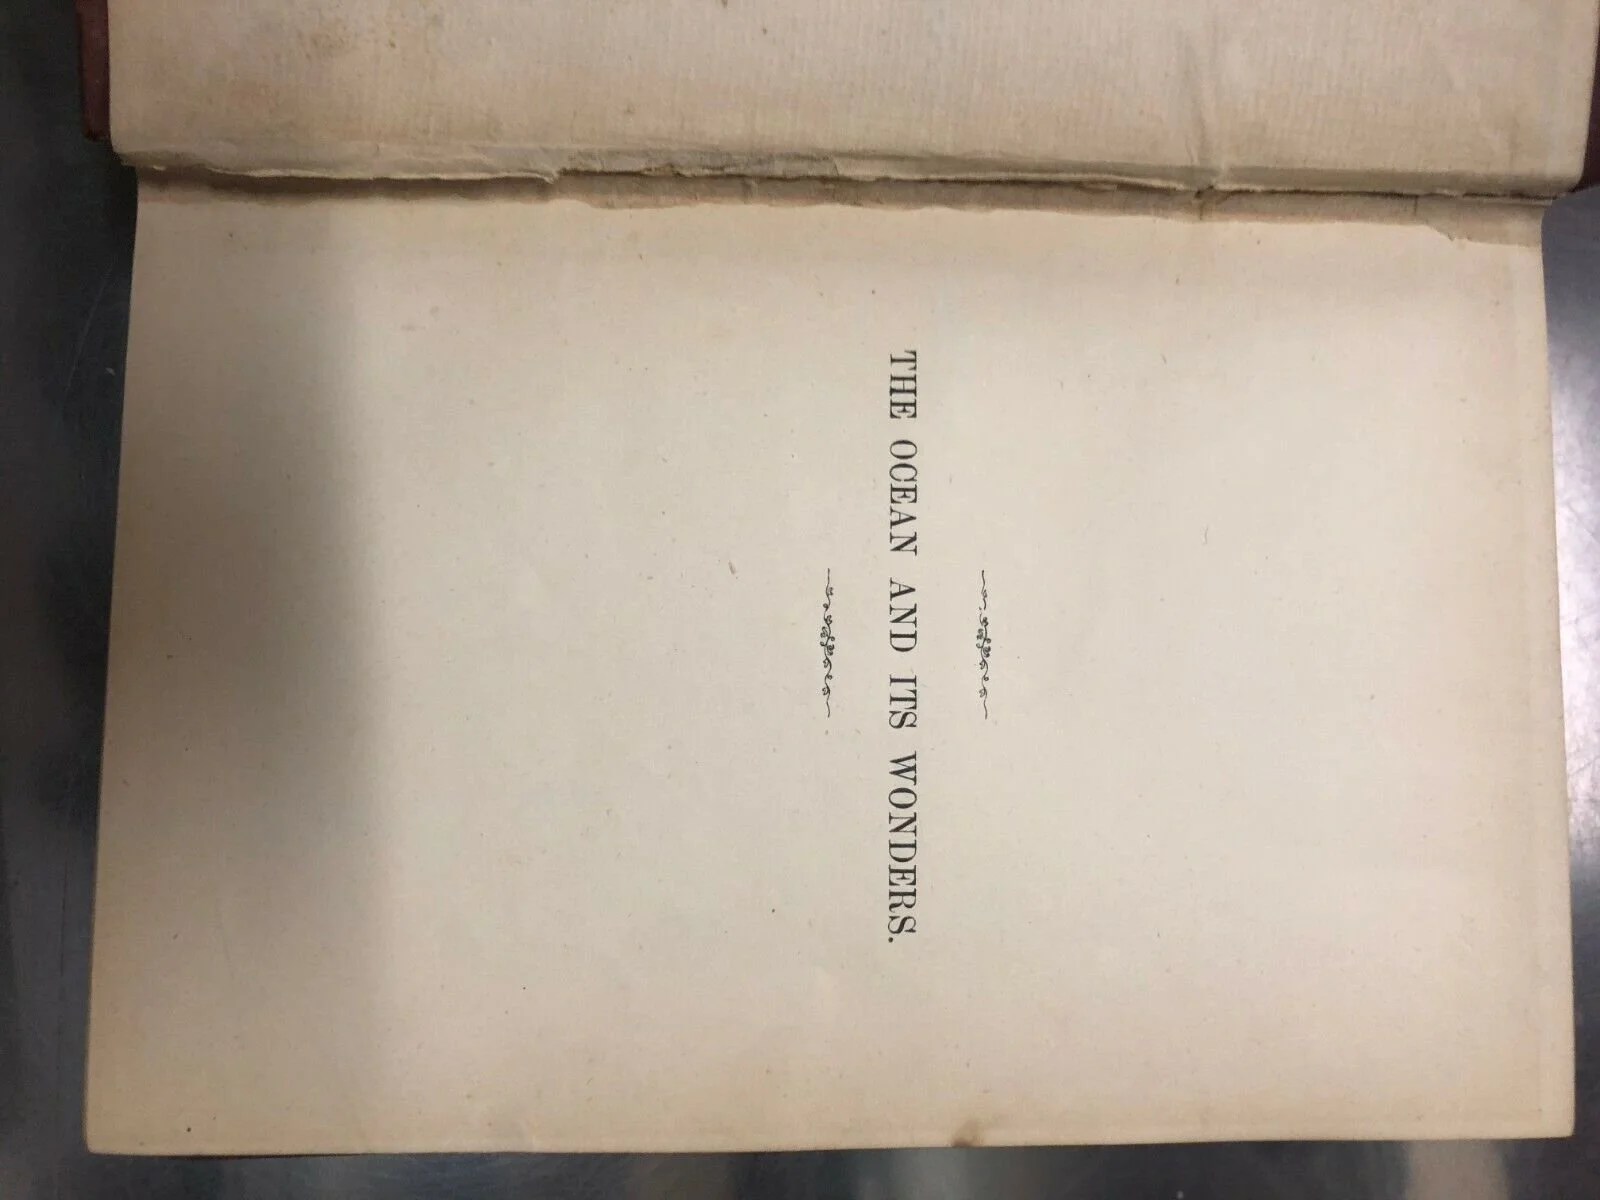 THE OCEAN AND ITS WONDERS.